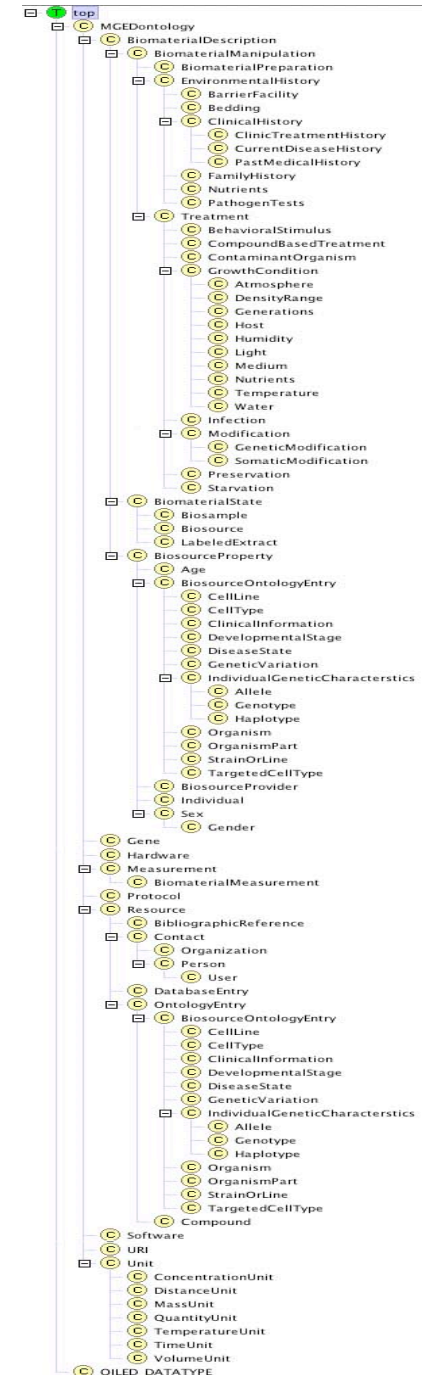 T top
C MGEDontology
C BiomaterialDescription
C BiomaterialManipulation
C BiomaterialPreparation
C EnvironmentalHistory
C BarrierFacility
C Bedding
C ClinicalHistory
C ClinicTreatmentHistory
C CurrentDiseaseHistory
C PastMedicalHistory
C FamilyHistory
C Nutrients
C PathogenTests
C Treatment
C BehavioralStimulus
C CompoundBasedTreatment
C ContaminantOrganism
C GrowthCondition
C Atmosphere
C DensityRange
C Generations
C Host
C Humidity
C Light
C Medium
C Nutrients
C Temperature
C Water
C Infection
C Modification
C GeneticModification
C SomaticModification
C Preservation
C Starvation
C BiomaterialState
C Biosample
C Biosource
C LabeledExtract
C BiosourceProperty
C Age
C BiosourceOntologyEntry
C CellLine
C CellType
C ClinicalInformation
C DevelopmentalStage
C DiseaseState
C GeneticVariation
C IndividualGeneticCharacterstics
C Allele
C Genotype
C Haplotype
C Organism
C OrganismPart
C StrainOrLine
C TargetedCellType
C BiosourceProvider
C Individual
C Sex
C Gender
C Gene
C Hardware
C Measurement
C BiomaterialMeasurement
C Protocol
C Resource
C BibliographicReference
C Contact
C Organization
C Person
C User
C DatabaseEntry
C OntologyEntry
C BiosourceOntologyEntry
C CellLine
C CellType
C ClinicalInformation
C DevelopmentalStage
C DiseaseState
C GeneticVariation
C IndividualGeneticCharacterstics
C Allele
C Genotype
C Haplotype
C Organism
C OrganismPart
C StrainOrLine
C TargetedCellType
C Compound
C Software
C URI
C Unit
C ConcentrationUnit
C DistanceUnit
C MassUnit
C QuantityUnit
C TemperatureUnit
C TimeUnit
C VolumeUnit
C OILED_DATATYPE